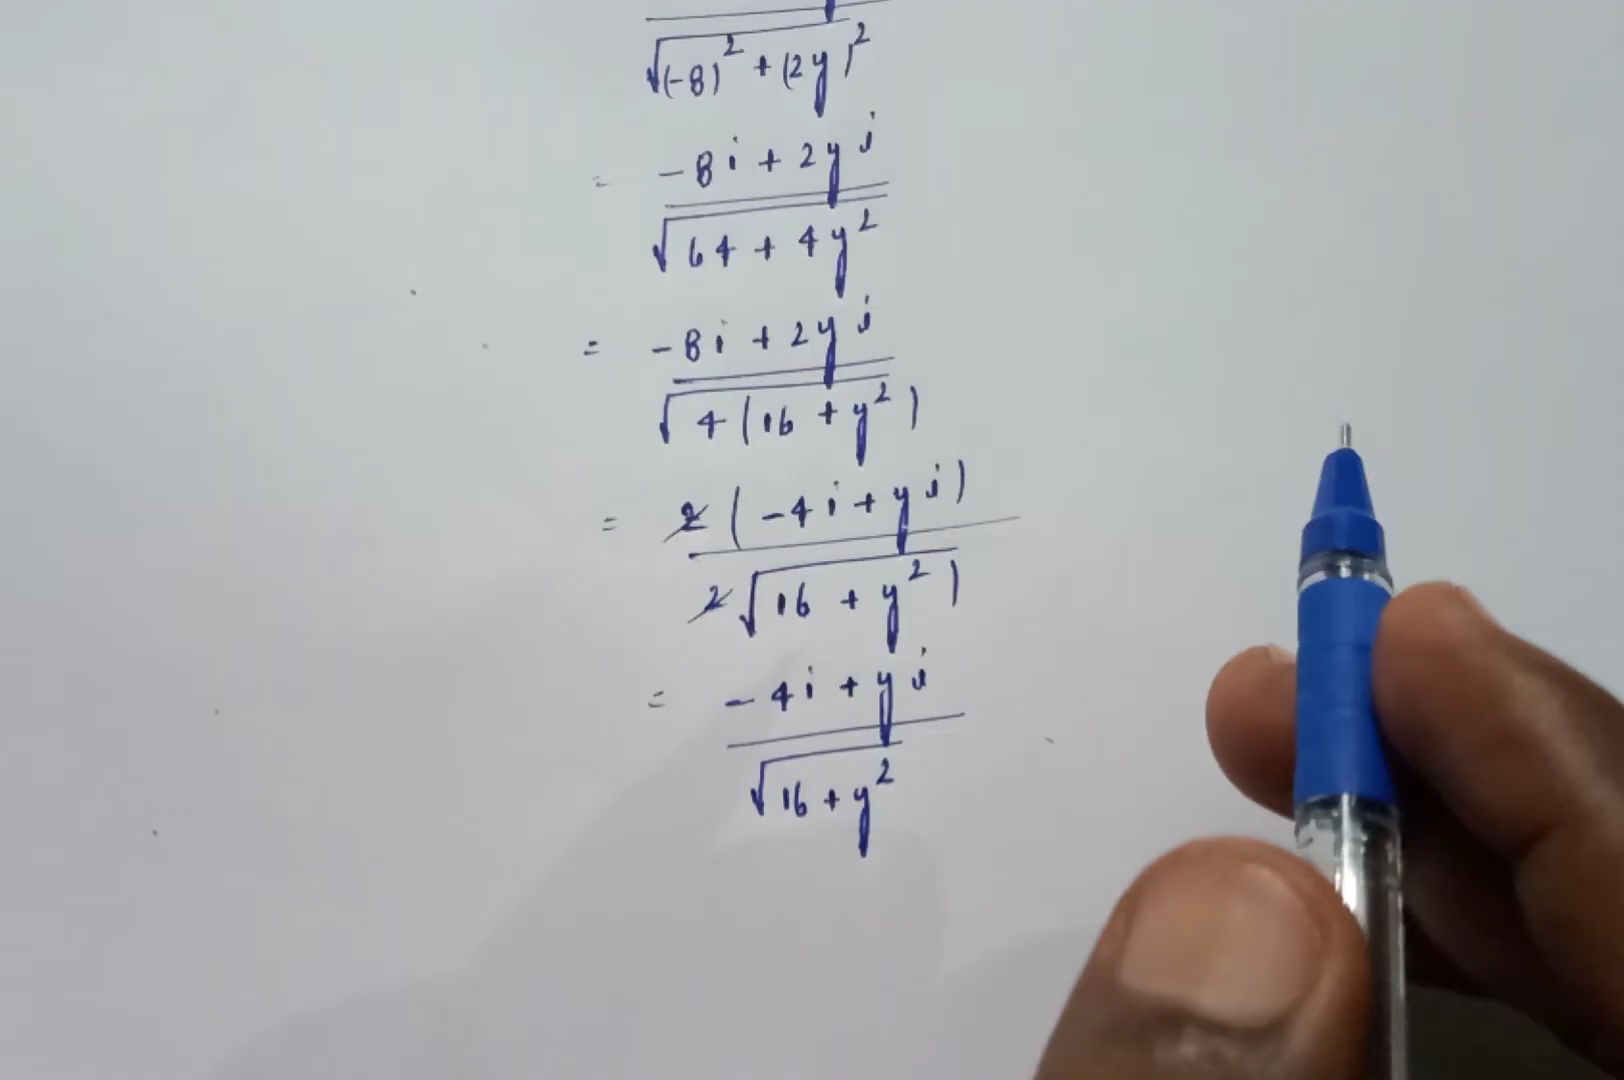 √(-8)² + (2y)²
= -8i + 2yj
√64 + 4y²
= -8i + 2yj
√4(16 + y²)
= 2(-4i + yj)
2√16 + y²)
= -4i + yj
√16 + y²